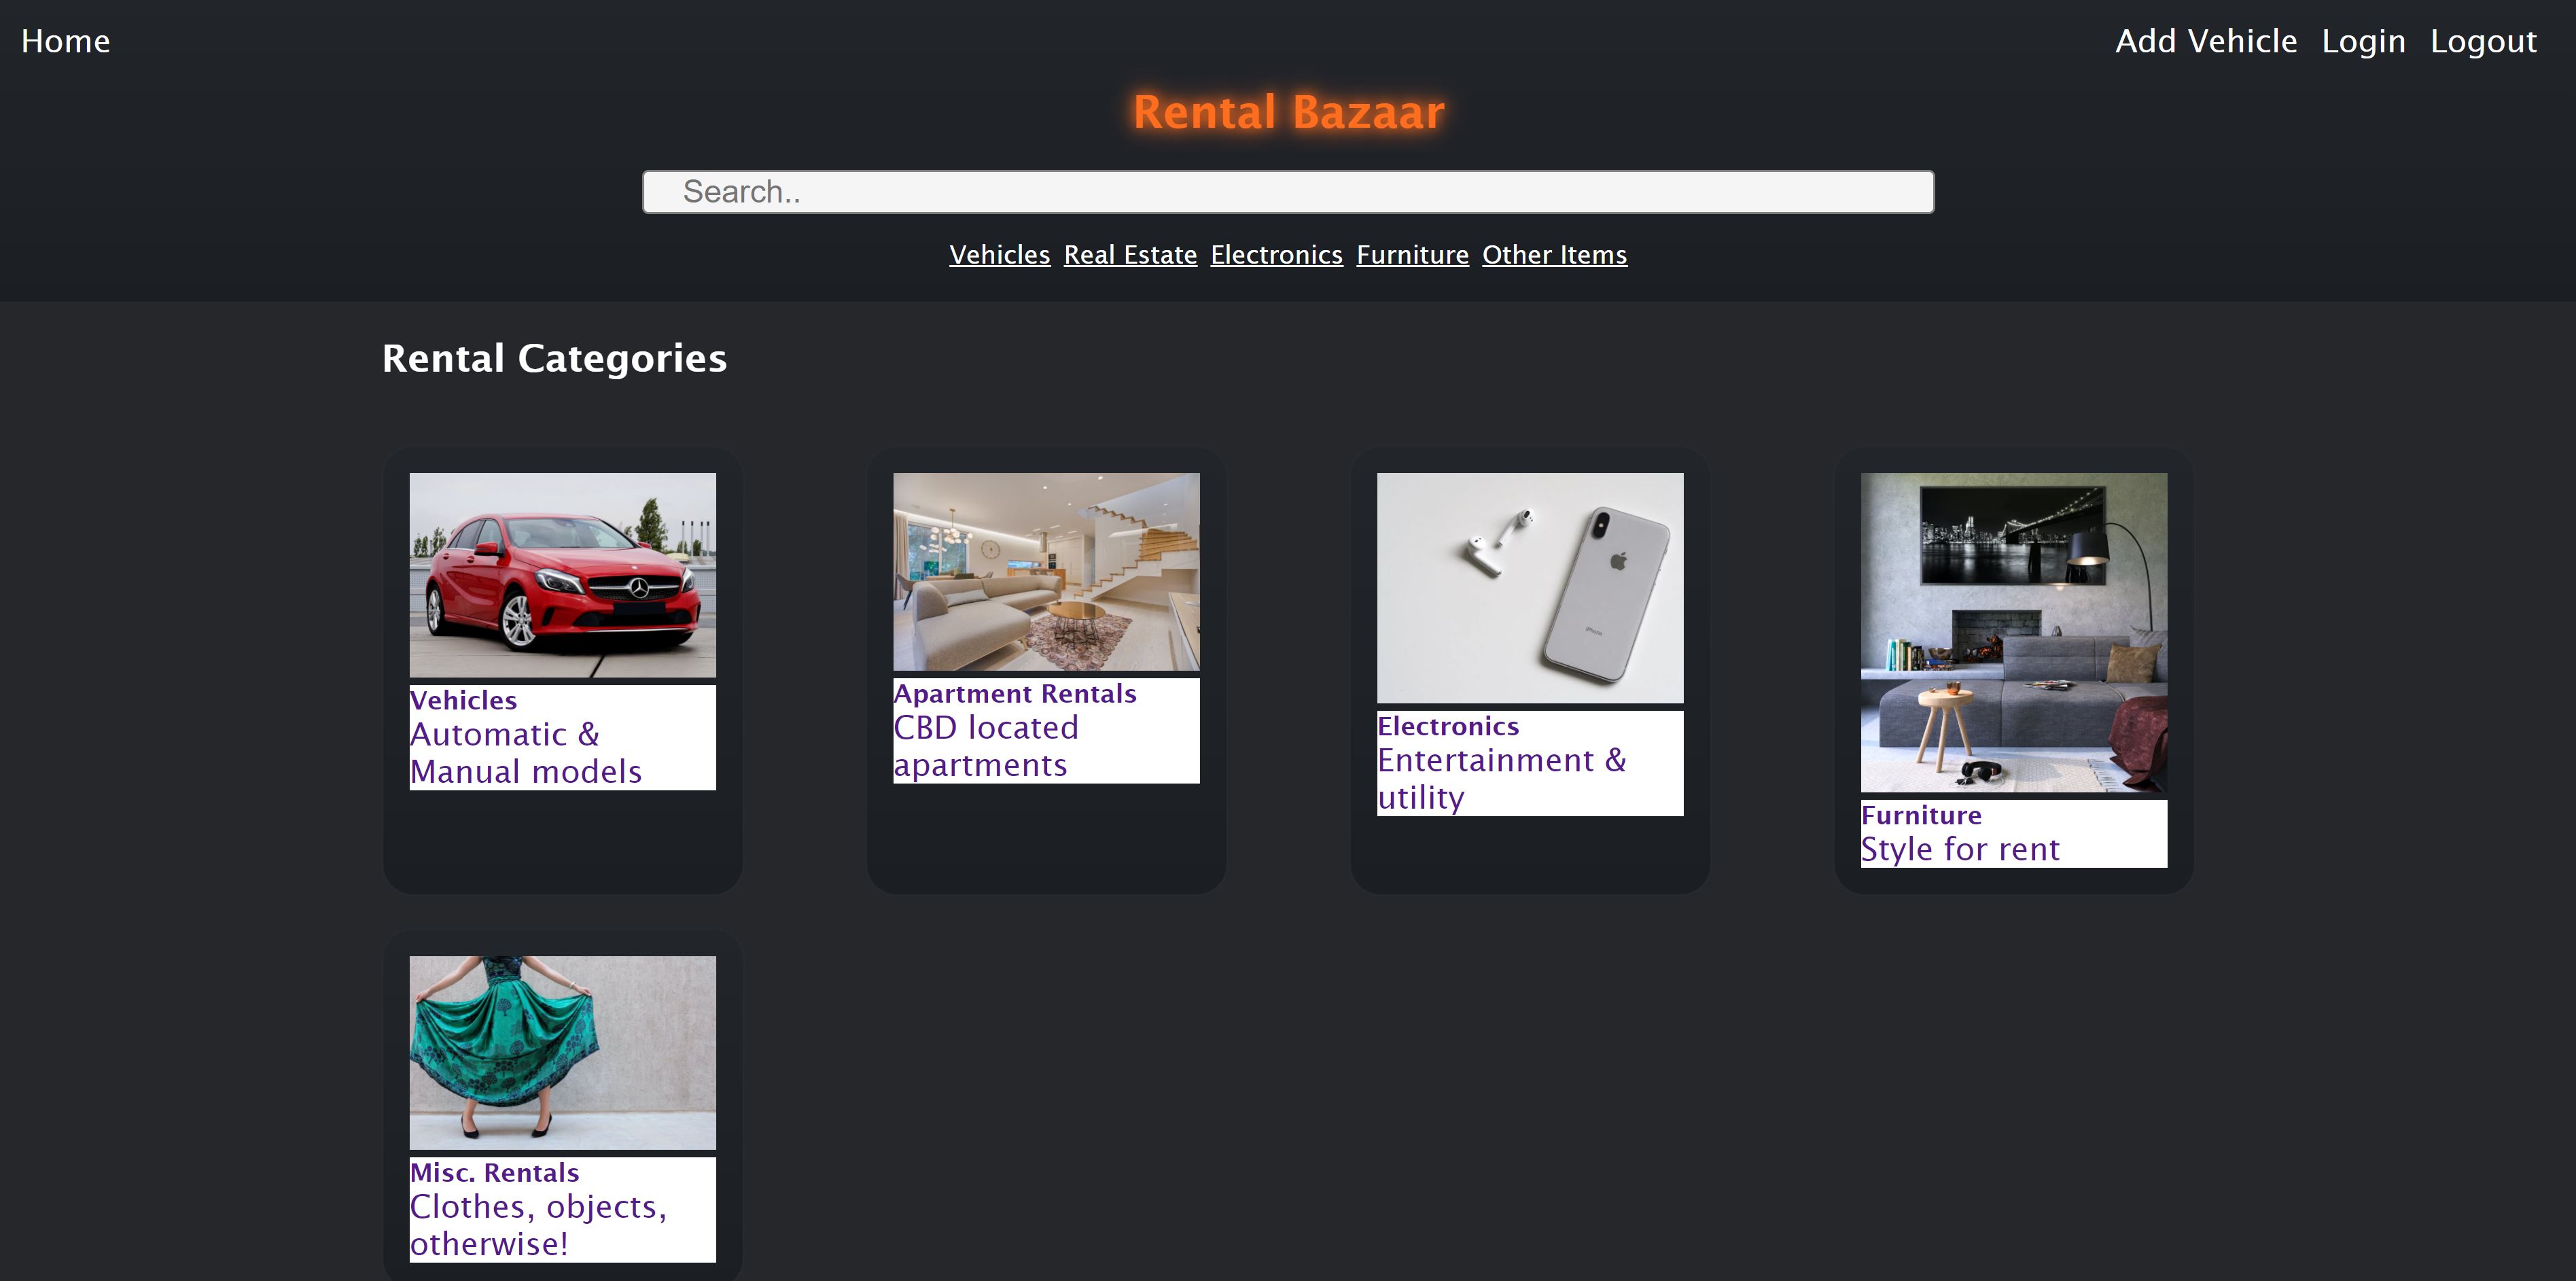 Home
Add Vehicle Login Logout
Rental Bazaar
Search..
Vehicles Real Estate Electronics Furniture Other Items
Rental Categories
Vehicles
Automatic &
Manual models
Apartment Rentals
CBD located
apartments
iPhone
Electronics
Entertainment &
utility
Furniture
Style for rent
Misc. Rentals
Clothes, objects,
otherwise!